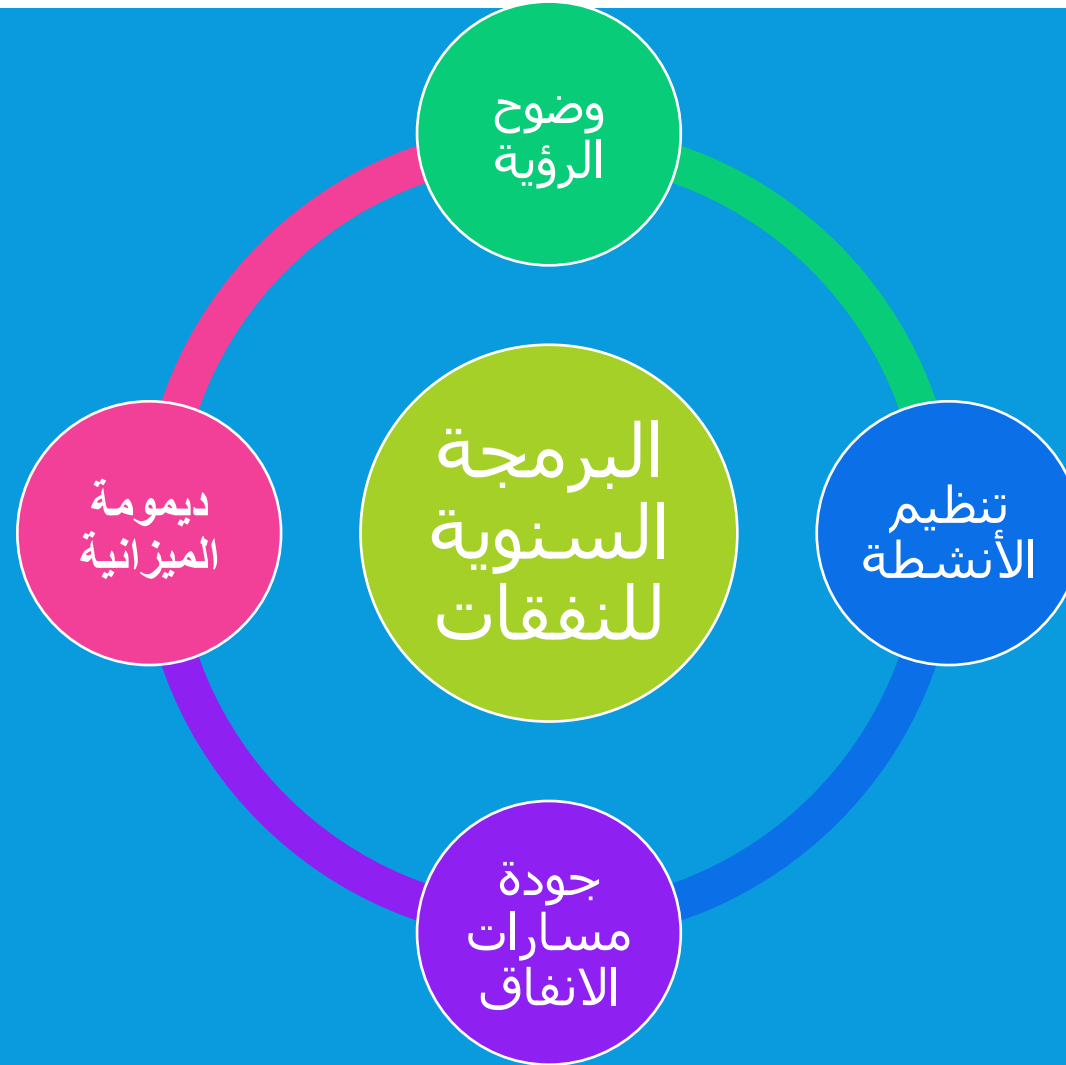 وضوح
الرؤية
البرمجة
السنوية
للنفقات
تنظيم
الأنشطة
جودة
مسارات
الانفاق
ديمومة
الميزانية